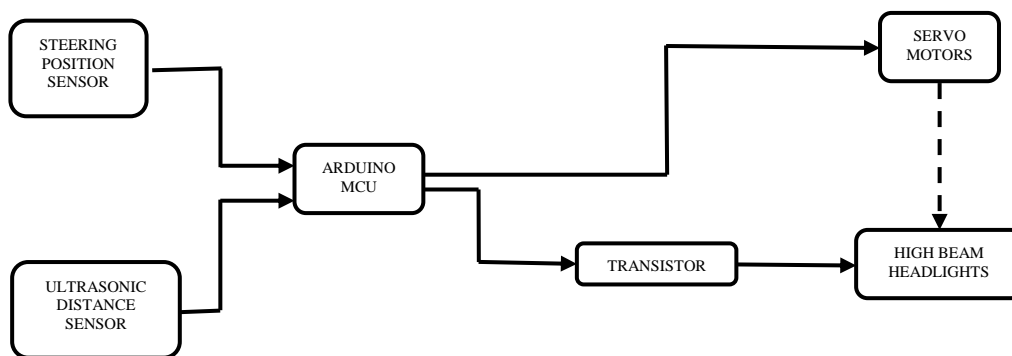 STEERING
POSITION
SENSOR
SERVO
MOTORS
ARDUINO
MCU
TRANSISTOR
HIGH BEAM
HEADLIGHTS
ULTRASONIC
DISTANCE
SENSOR